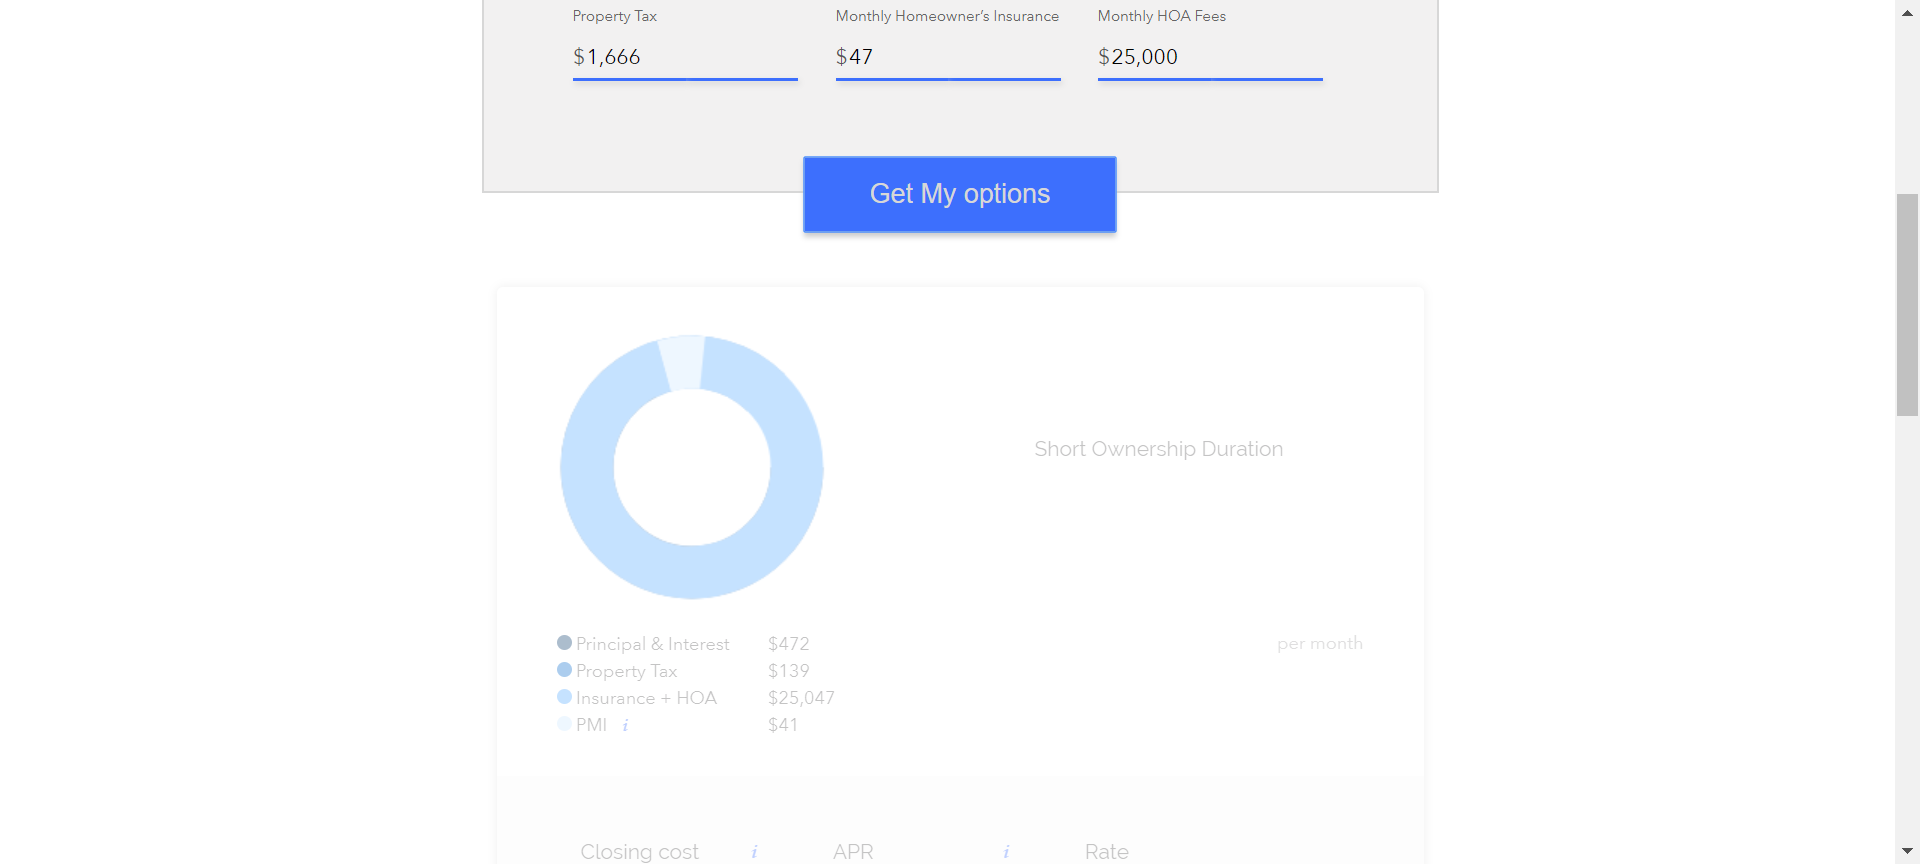 Property Tax Monthly Homeowner’s Insurance Monthly HOA Fees
$1,666 $47 $25,000
Get My options
Short Ownership Duration
Principal & Interest $472 per month
Property Tax $139
Insurance + HOA $25,047
PMI i $41
Closing cost i APR i Rate